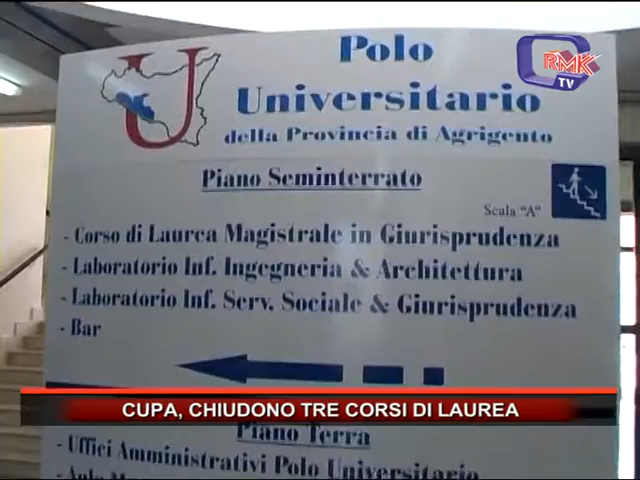 Polo
Universitario
della Provincia di Agrigento
U
RMK
TV
Piano Seminterrato
Scala "A"
- Corso di Laurea Magistrale in Giurisprudenza
- Laboratorio Inf. Ingegneria & Architettura
- Laboratorio Inf. Serv. Sociale & Giurisprudenza
- Bar
CUPA, CHIUDONO TRE CORSI DI LAUREA
Piano Terra
- Uffici Amministrativi Polo Universitario
- Aula